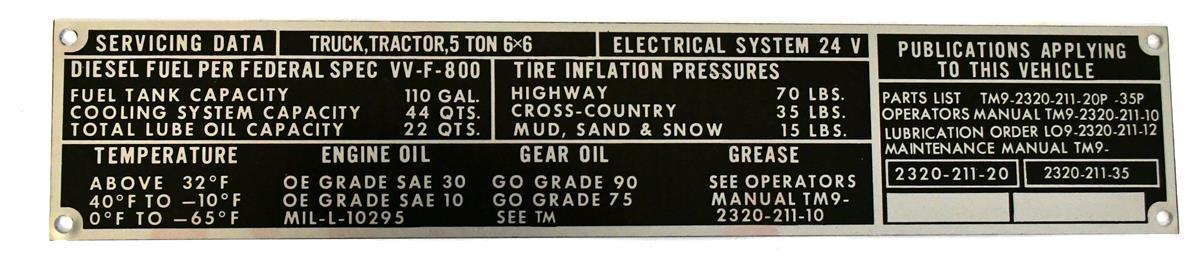 SERVICING DATA TRUCK, TRACTOR, 5 TON 6×6 ELECTRICAL SYSTEM 24 V
DIESEL FUEL PER FEDERAL SPEC VV-F-800
FUEL TANK CAPACITY 110 GAL.
COOLING SYSTEM CAPACITY 44 QTS.
TOTAL LUBE OIL CAPACITY 22 QTS.
TIRE INFLATION PRESSURES
HIGHWAY 70 LBS.
CROSS-COUNTRY 35 LBS.
MUD, SAND & SNOW 15 LBS.
TEMPERATURE ENGINE OIL GEAR OIL GREASE
ABOVE 32°F OE GRADE SAE 30 GO GRADE 90 SEE OPERATORS
40°F TO –10°F OE GRADE SAE 10 GO GRADE 75 MANUAL TM9-
0°F TO –65°F MIL-L-10295 SEE TM 2320-211-10
PUBLICATIONS APPLYING
TO THIS VEHICLE
PARTS LIST TM9-2320-211-20P -35P
OPERATORS MANUAL TM9-2320-211-10
LUBRICATION ORDER LO9-2320-211-12
MAINTENANCE MANUAL TM9-
2320-211-20 2320-211-35